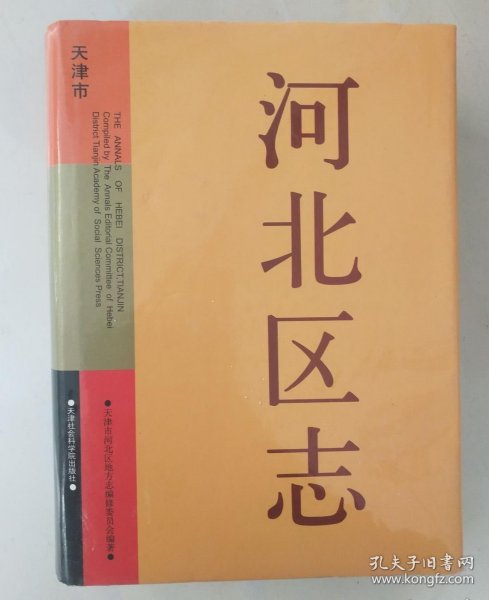 天津市
河北区志
THE ANNALS OF HEBEI DISTRICT,TIANJIN
Compiled by The Annals Editorial Committee of Hebei
District Tianjin Academy of Social Sciences Press
●天津市河北区地方志编修委员会编著●
●天津社会科学院出版社●
孔夫子旧书网
www.kongfz.com